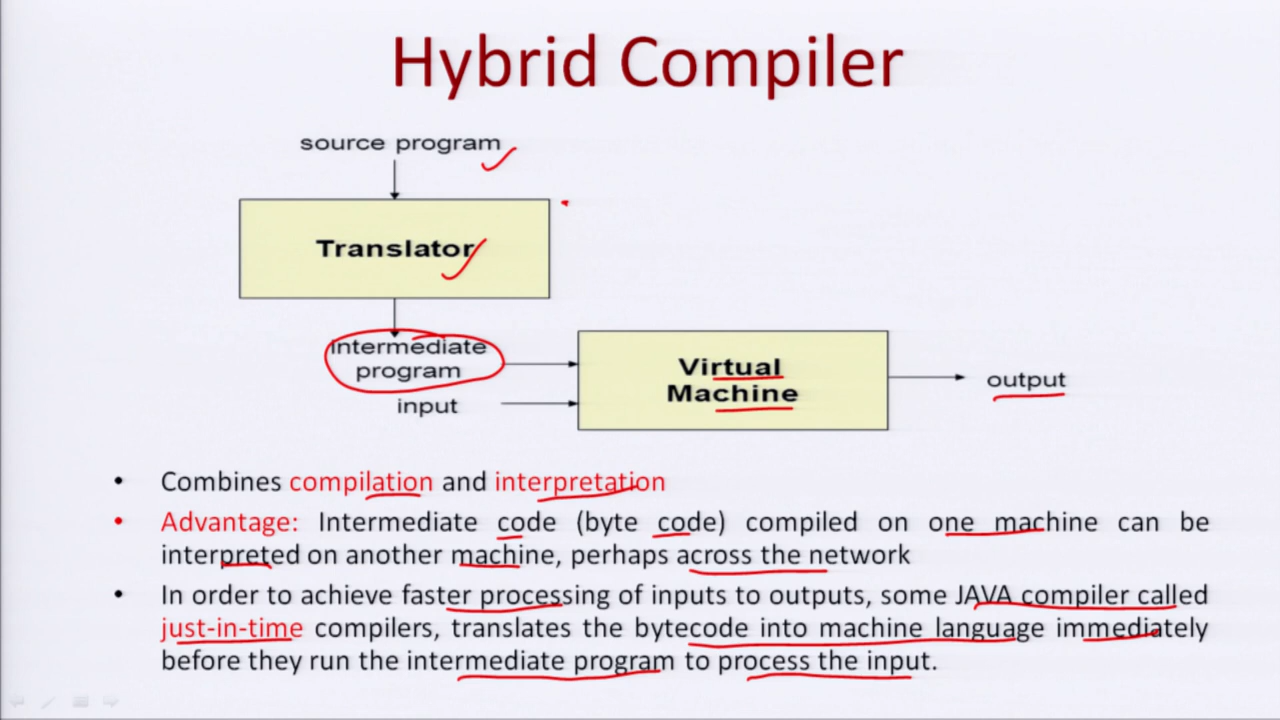 Hybrid Compiler
source program
Translator
intermediate
program
input
Virtual
Machine
output
• Combines compilation and interpretation
• Advantage: Intermediate code (byte code) compiled on one machine can be
interpreted on another machine, perhaps across the network
• In order to achieve faster processing of inputs to outputs, some JAVA compiler called
just-in-time compilers, translates the bytecode into machine language immediately
before they run the intermediate program to process the input.